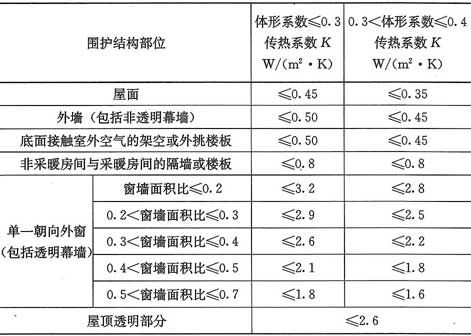 围护结构部位 体形系数≤0.3 传热系数 K W/(m²·K) 0.3<体形系数≤0.4 传热系数 K W/(m²·K)
屋面 ≤0.45 ≤0.35
外墙（包括非透明幕墙） ≤0.50 ≤0.45
底面接触室外空气的架空或外挑楼板 ≤0.50 ≤0.45
非采暖房间与采暖房间的隔墙或楼板 ≤0.8 ≤0.8
单一朝向外窗（包括透明幕墙） 窗墙面积比≤0.2 ≤3.2 ≤2.8
0.2<窗墙面积比≤0.3 ≤2.9 ≤2.5
0.3<窗墙面积比≤0.4 ≤2.6 ≤2.2
0.4<窗墙面积比≤0.5 ≤2.1 ≤1.8
0.5<窗墙面积比≤0.7 ≤1.8 ≤1.6
屋顶透明部分 ≤2.6